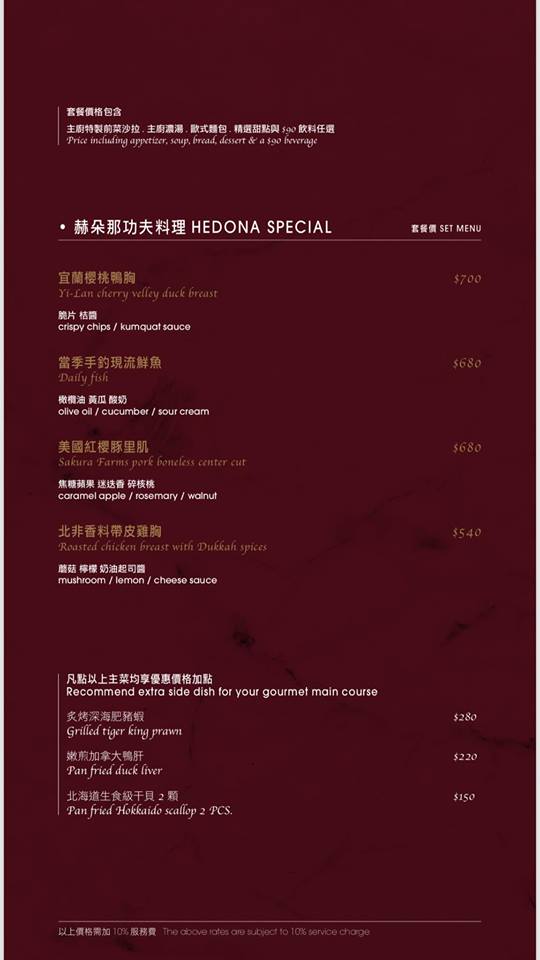 套餐價格包含
主廚特製前菜沙拉 . 主廚濃湯 . 歐式麵包 . 精選甜點與 $90 飲料任選
Price including appetizer, soup, bread, dessert & a $90 beverage
• 赫朵那功夫料理 HEDONA SPECIAL 套餐價 SET MENU
宜蘭櫻桃鴨胸 $700
Yi-Lan cherry velley duck breast
脆片 桔醬
crispy chips / kumquat sauce
當季手釣現流鮮魚 $680
Daily fish
橄欖油 黃瓜 酸奶
olive oil / cucumber / sour cream
美國紅櫻豚里肌 $680
Sakura Farms pork boneless center cut
焦糖蘋果 迷迭香 碎核桃
caramel apple / rosemary / walnut
北非香料帶皮雞胸 $540
Roasted chicken breast with Dukkah spices
蘑菇 檸檬 奶油起司醬
mushroom / lemon / cheese sauce
凡點以上主菜均享優惠價格加點
Recommend extra side dish for your gourmet main course
炙烤深海肥豬蝦 $280
Grilled tiger king prawn
嫩煎加拿大鴨肝 $220
Pan fried duck liver
北海道生食級干貝 2 顆 $150
Pan fried Hokkaido scallop 2 PCS.
以上價格需加 10% 服務費 The above rates are subject to 10% service charge